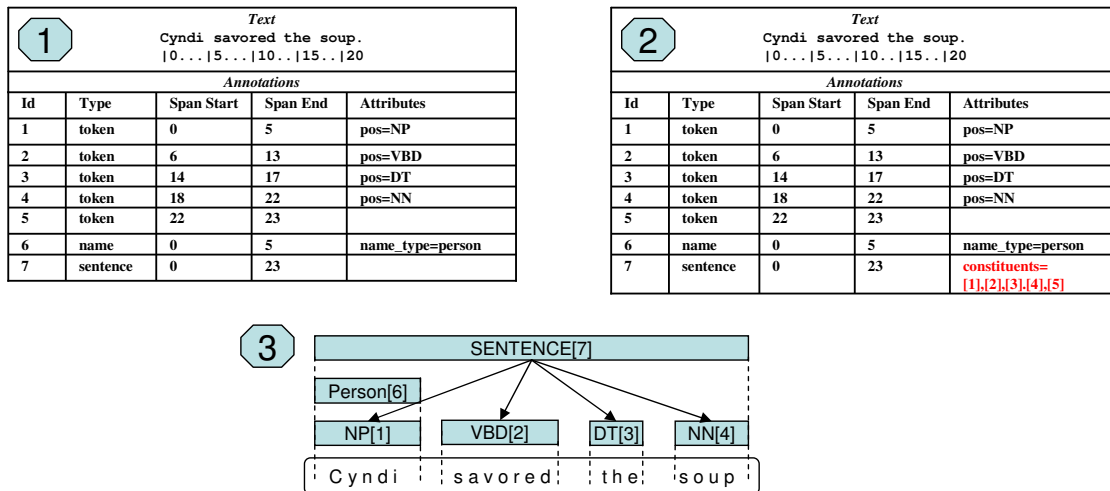 1
Text
Cyndi savored the soup.
|0...|5...|10..|15..|20
Annotations
Id Type Span Start Span End Attributes
1 token 0 5 pos=NP
2 token 6 13 pos=VBD
3 token 14 17 pos=DT
4 token 18 22 pos=NN
5 token 22 23
6 name 0 5 name_type=person
7 sentence 0 23
2
Text
Cyndi savored the soup.
|0...|5...|10..|15..|20
Annotations
Id Type Span Start Span End Attributes
1 token 0 5 pos=NP
2 token 6 13 pos=VBD
3 token 14 17 pos=DT
4 token 18 22 pos=NN
5 token 22 23
6 name 0 5 name_type=person
7 sentence 0 23 constituents=
[1],[2],[3],[4],[5]
3
SENTENCE[7]
Person[6]
NP[1] VBD[2] DT[3] NN[4]
Cyndi savored the soup